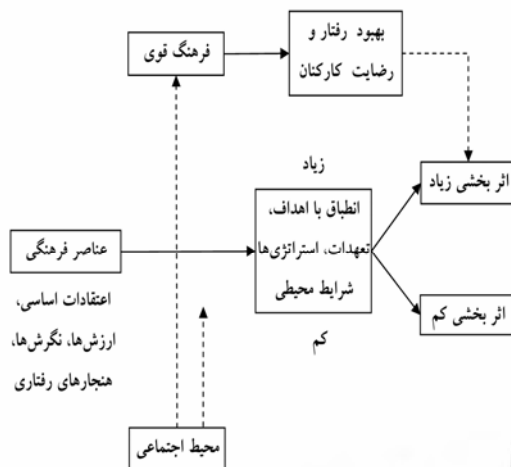 فرهنگ قوی
بهبود رفتار و
رضایت کارکنان
زیاد
اثر بخشی زیاد
انطباق با اهداف،
تعهدات، استراتژی‌ها
شرایط محیطی
عناصر فرهنگی
اعتقادات اساسی،
ارزش‌ها، نگرش‌ها،
هنجارهای رفتاری
کم
اثر بخشی کم
محیط اجتماعی